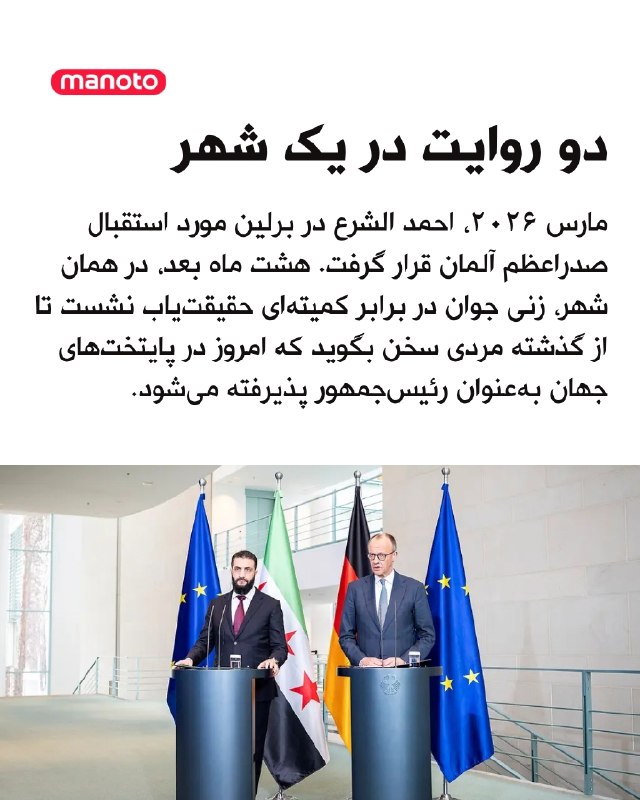 manoto
دو روایت در یک شهر
مارس ۲۰۲۶، احمد الشرع در برلین مورد استقبال
صدراعظم آلمان قرار گرفت. هشت ماه بعد، در همان
شهر، زنی جوان در برابر کمیته‌ای حقیقت‌یاب نشست تا
از گذشته مردی سخن بگوید که امروز در پایتخت‌های
جهان به‌عنوان رئیس‌جمهور پذیرفته می‌شود.